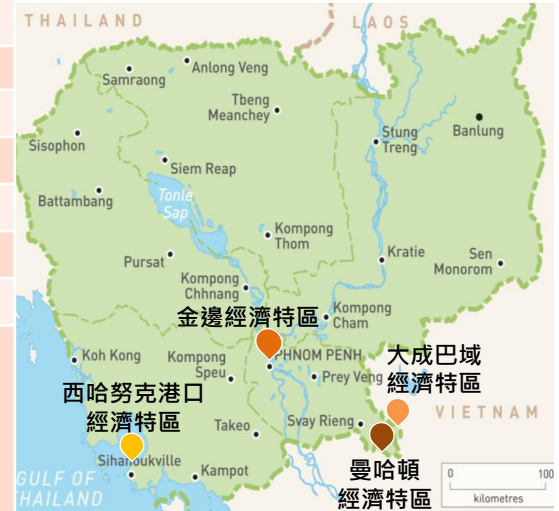 THAILAND
LAOS
Samraong
Anlong Veng
Tbeng
Meanchey
Sisophon
Stung
Treng
Banlung
Siem Reap
Battambang
Tonle
Sap
Kompong
Thom
Pursat
Kratie
Sen
Monorom
Kompong
Chhnang
金邊經濟特區
Kompong
Cham
Koh Kong
Kompong
Speu
PHNOM PENH
大成巴域
經濟特區
Prey Veng
西哈努克港口
經濟特區
Takeo
Svay Rieng
VIETNAM
Sihanoukville
Kampot
曼哈頓
經濟特區
GULF OF
THAILAND
0 100
kilometres